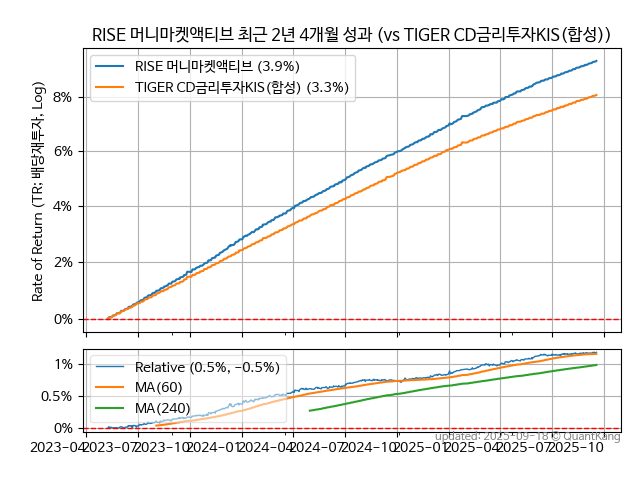 RISE 머니마켓액티브 최근 2년 4개월 성과 (vs TIGER CD금리투자KIS(합성))
Rate of Return (TR; 배당재투자, Log)
RISE 머니마켓액티브 (3.9%)
TIGER CD금리투자KIS(합성) (3.3%)
8%
6%
4%
2%
0%
Relative (0.5%, -0.5%)
MA(60)
MA(240)
1%
0.5%
0%
updated: 2025-09-18 © QuantKang
2023-04 2023-07 2023-10 2024-01 2024-04 2024-07 2024-10 2025-01 2025-04 2025-07 2025-10